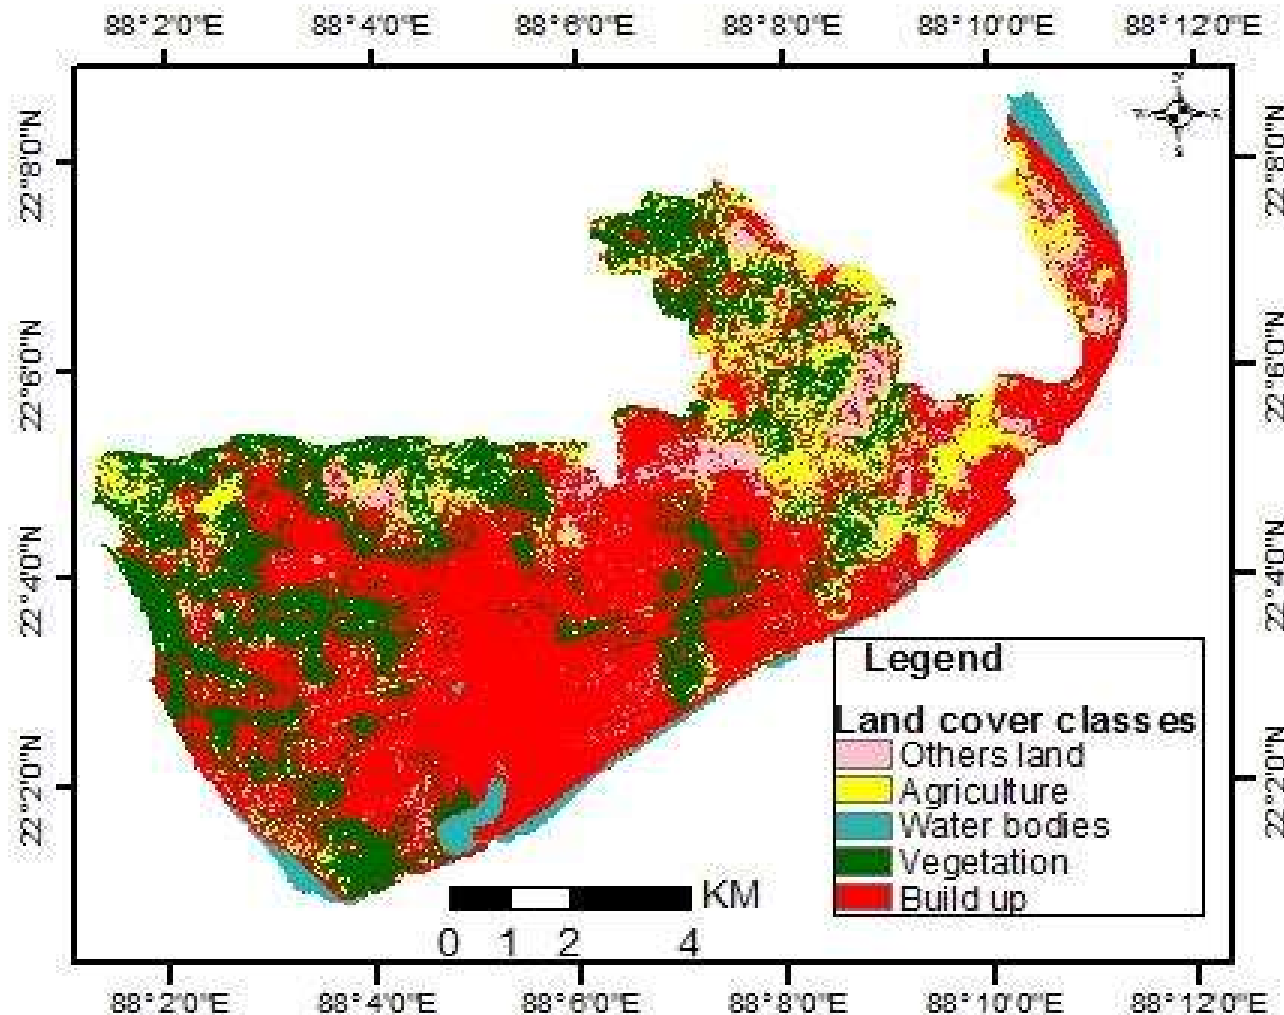 88°2'0"E 88°4'0"E 88°6'0"E 88°8'0"E 88°10'0"E 88°12'0"E
22°8'0"N 22°8'0"N
22°6'0"N 22°6'0"N
22°4'0"N 22°4'0"N
22°2'0"N 22°2'0"N
Legend
Land cover classes
Others land
Agriculture
Water bodies
Vegetation
Build up
KM
0 1 2 4
88°2'0"E 88°4'0"E 88°6'0"E 88°8'0"E 88°10'0"E 88°12'0"E